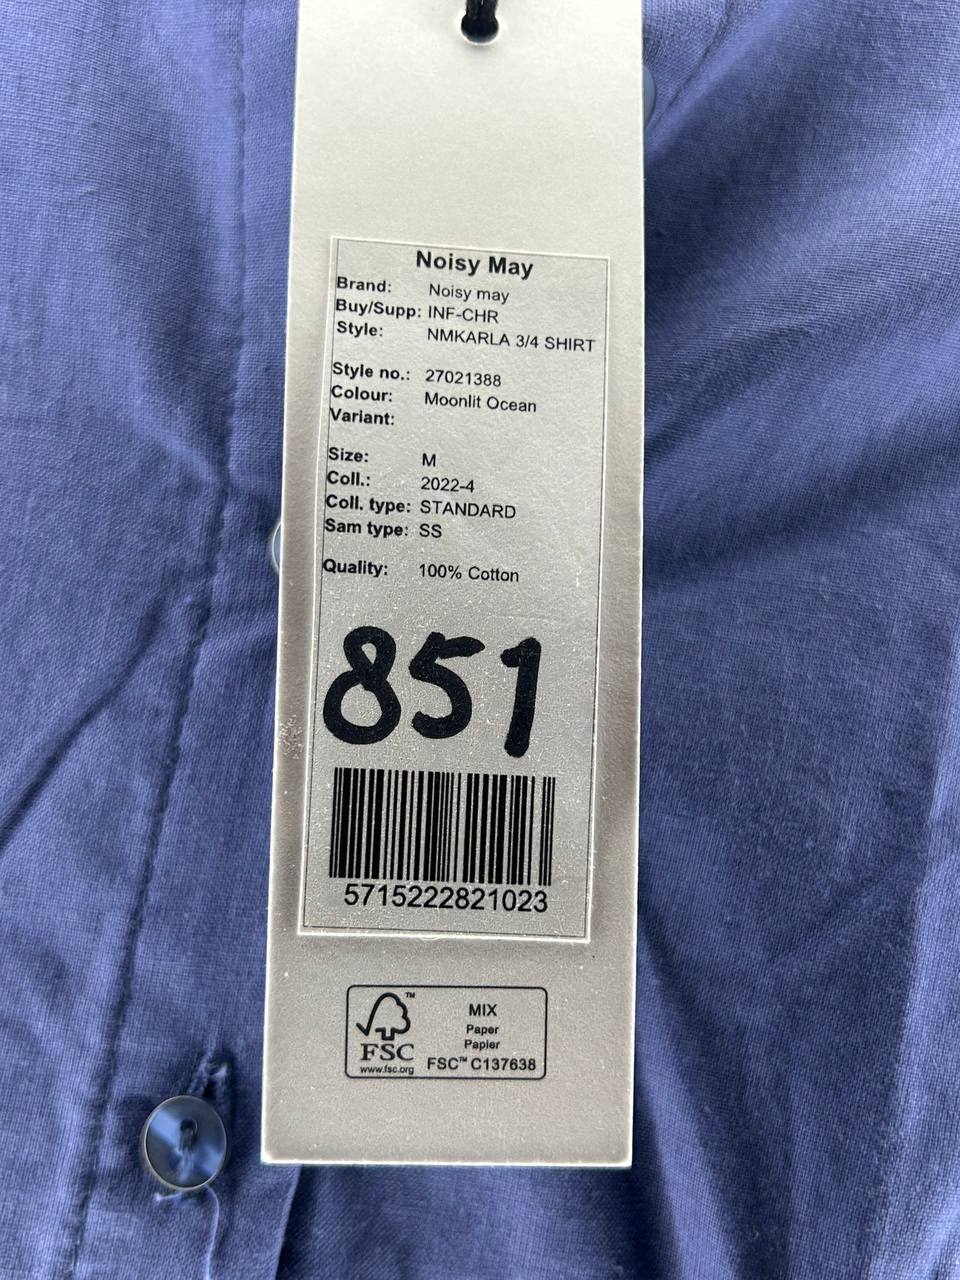 Noisy May
Brand: Noisy may
Buy/Supp: INF-CHR
Style: NMKARLA 3/4 SHIRT
Style no.: 27021388
Colour: Moonlit Ocean
Variant:
Size: M
Coll.: 2022-4
Coll. type: STANDARD
Sam type: SS
Quality: 100% Cotton
851
5715222821023
MIX
Paper
Papier
FSC™ C137638
™
FSC
www.fsc.org